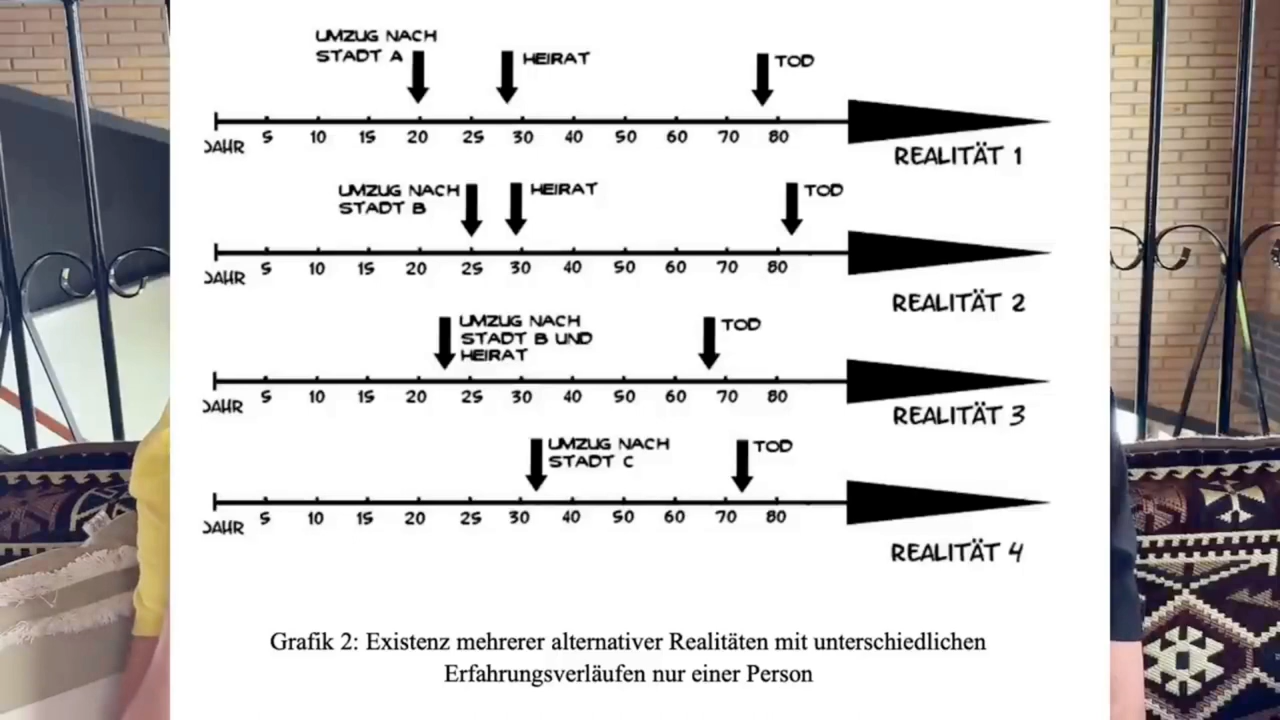 UMZUG NACH
STADT A
HEIRAT
TOD
JAHR 5 10 15 20 25 30 40 50 60 70 80
REALITÄT 1
UMZUG NACH
STADT B
HEIRAT
TOD
JAHR 5 10 15 20 25 30 40 50 60 70 80
REALITÄT 2
UMZUG NACH
STADT B UND
HEIRAT
TOD
JAHR 5 10 15 20 25 30 40 50 60 70 80
REALITÄT 3
UMZUG NACH
STADT C
TOD
JAHR 5 10 15 20 25 30 40 50 60 70 80
REALITÄT 4
Grafik 2: Existenz mehrerer alternativer Realitäten mit unterschiedlichen
Erfahrungsverläufen nur einer Person